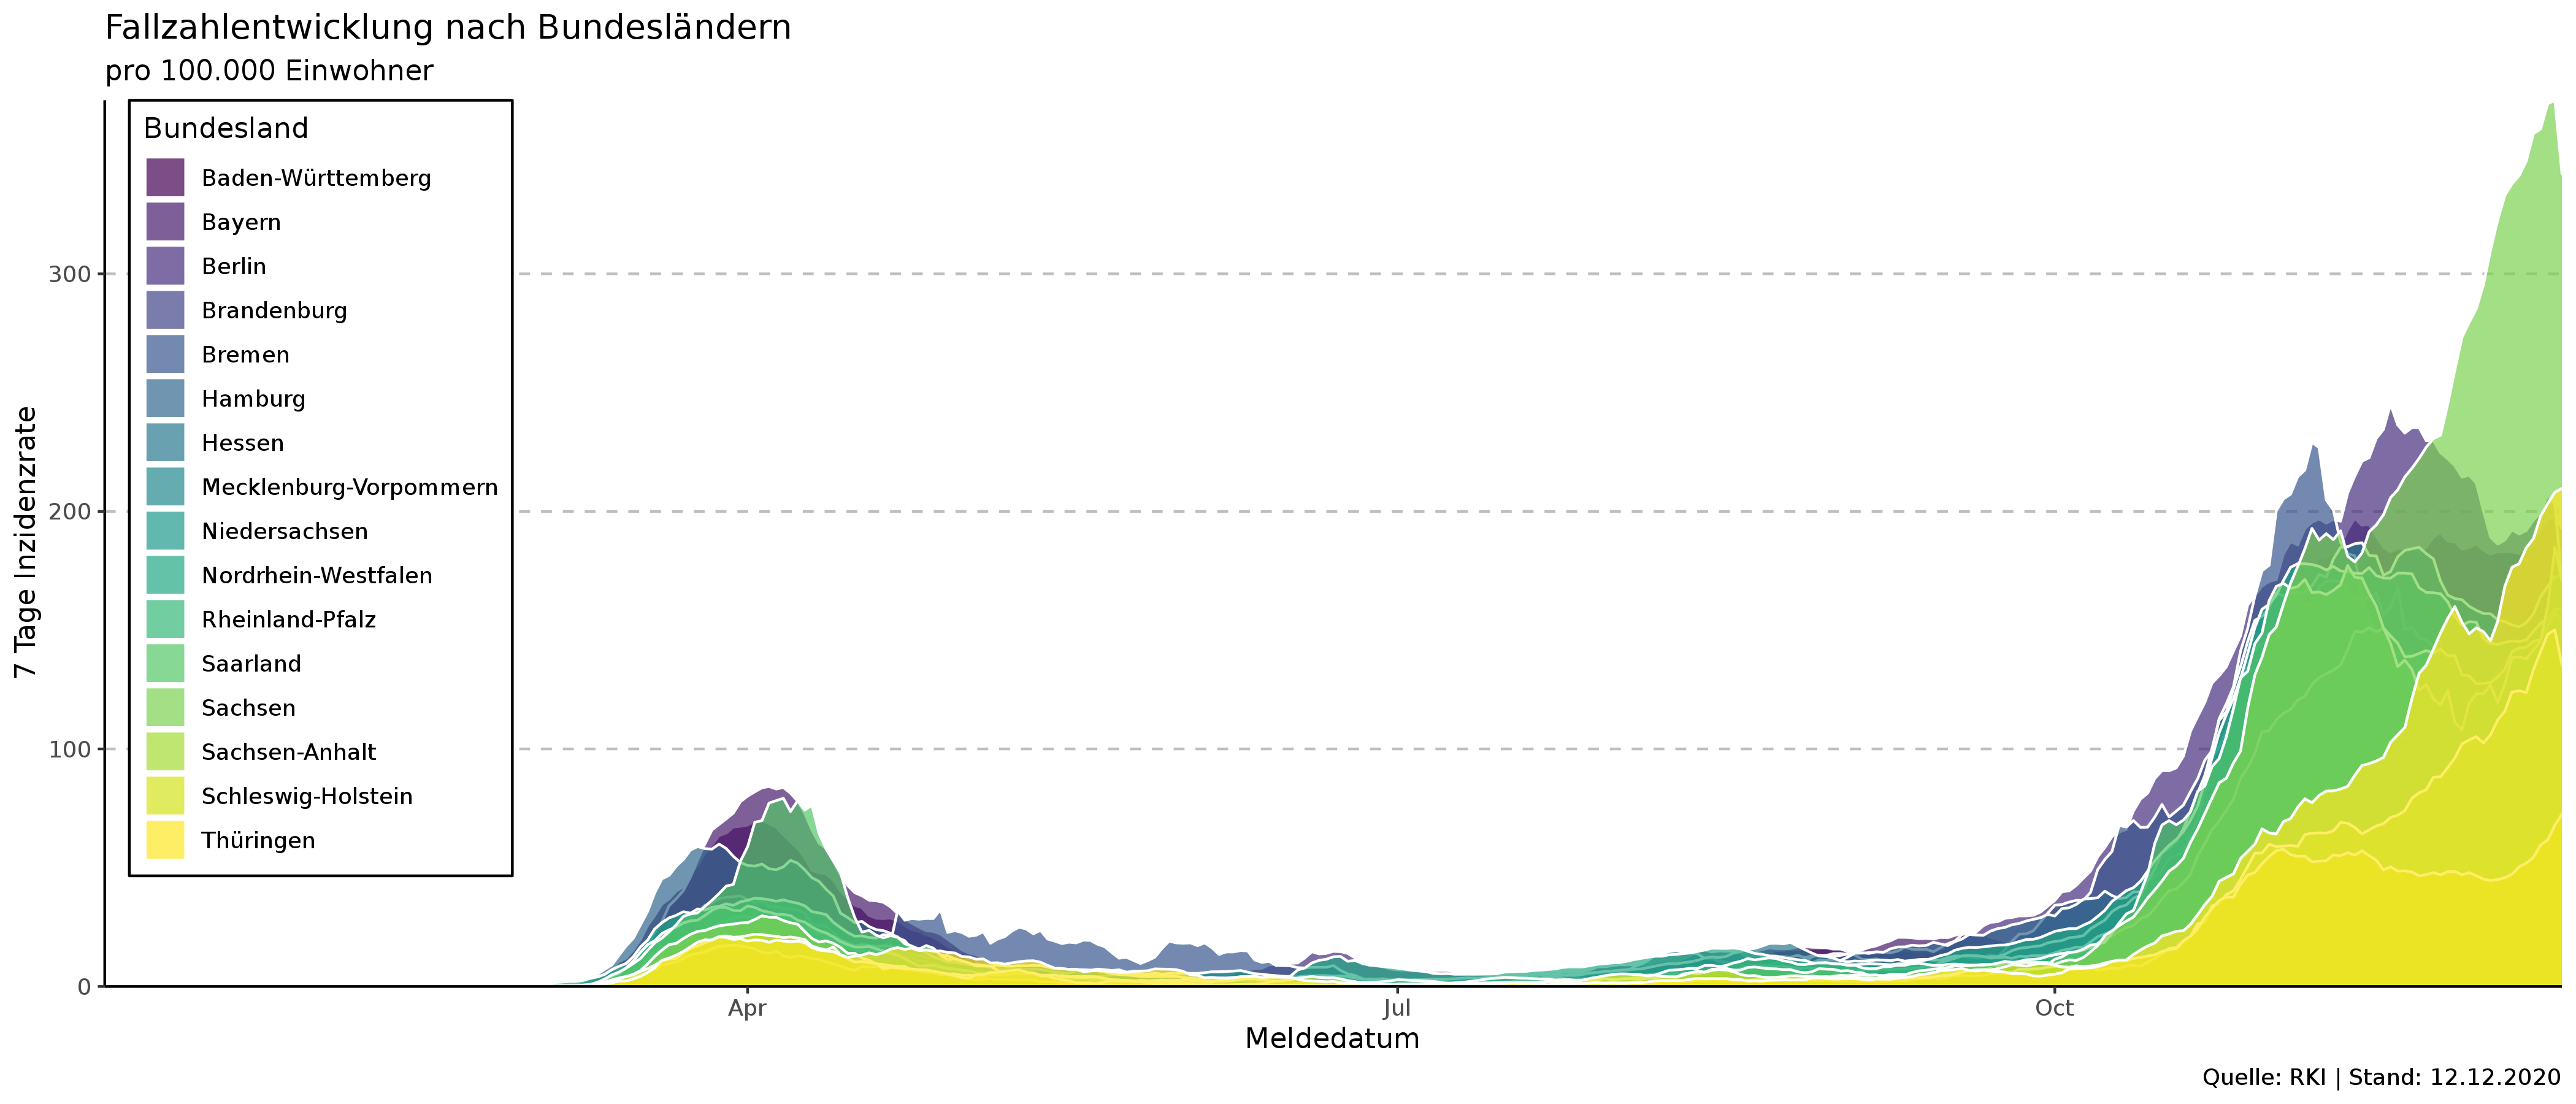 Fallzahlentwicklung nach Bundesländern
pro 100.000 Einwohner
Bundesland
Baden-Württemberg
Bayern
Berlin
Brandenburg
Bremen
Hamburg
Hessen
Mecklenburg-Vorpommern
Niedersachsen
Nordrhein-Westfalen
Rheinland-Pfalz
Saarland
Sachsen
Sachsen-Anhalt
Schleswig-Holstein
Thüringen
7 Tage Inzidenzrate
300
200
100
0
Apr
Jul
Oct
Meldedatum
Quelle: RKI | Stand: 12.12.2020